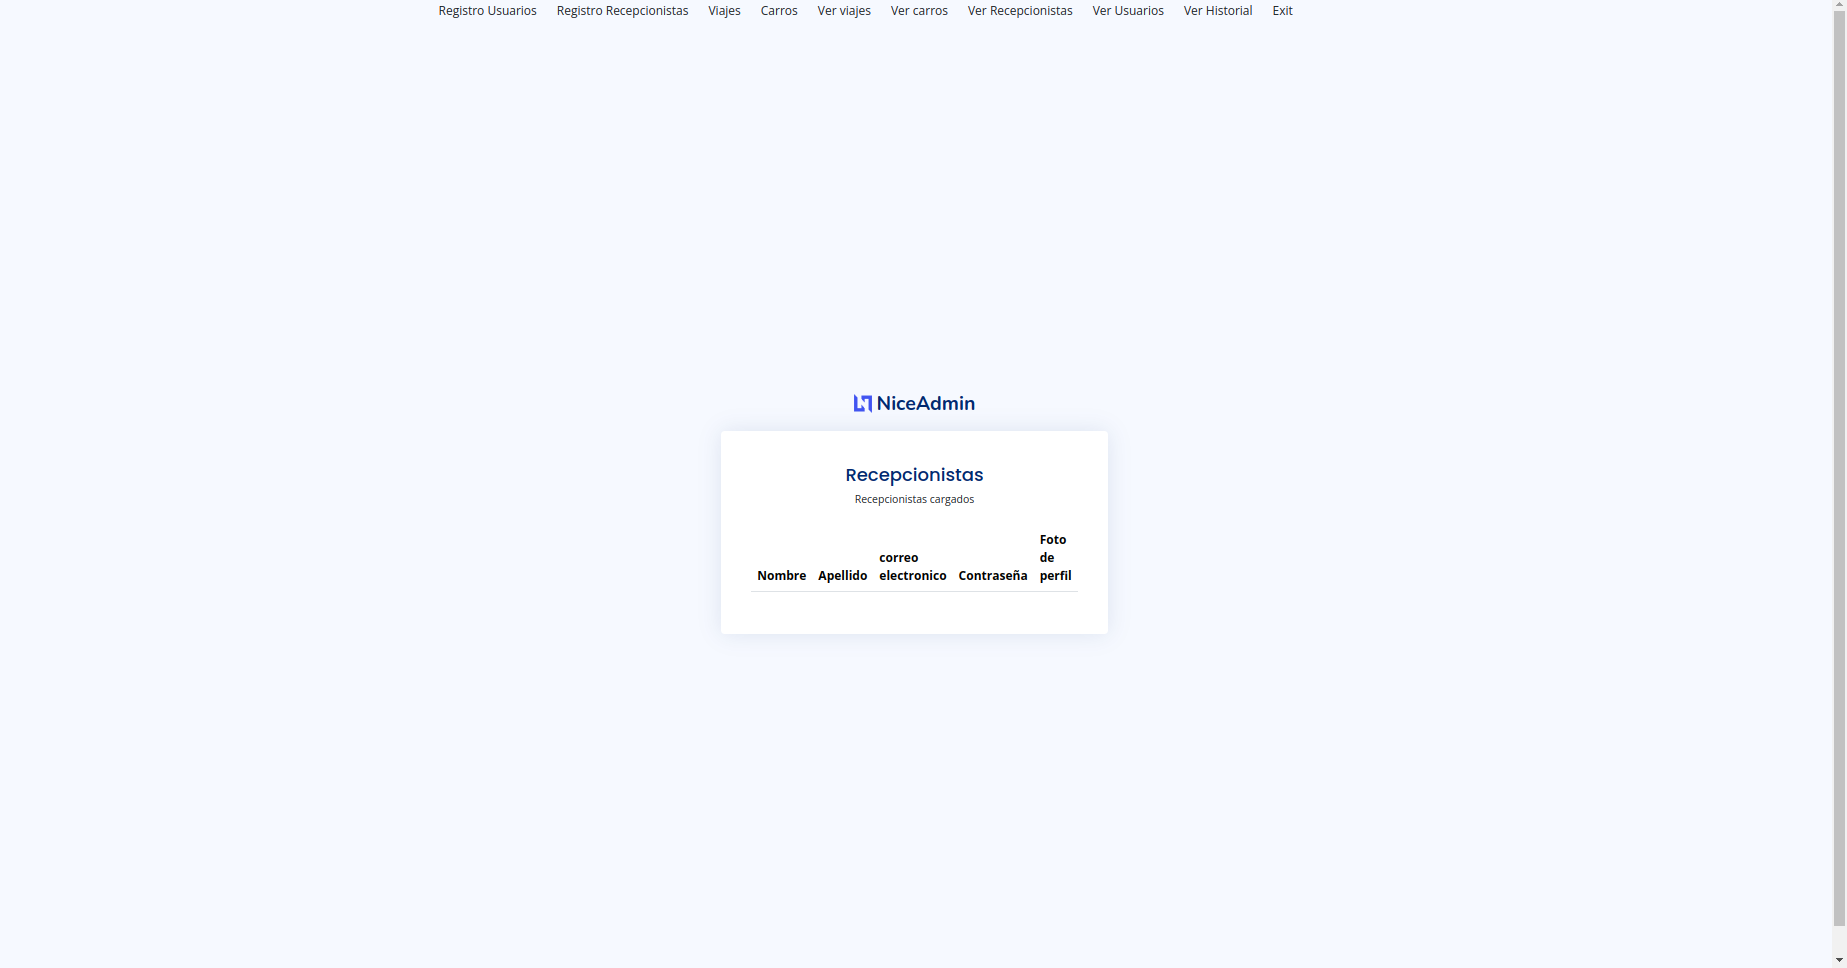 Registro Usuarios Registro Recepcionistas Viajes Carros Ver viajes Ver carros Ver Recepcionistas Ver Usuarios Ver Historial Exit
NiceAdmin
Recepcionistas
Recepcionistas cargados
Nombre Apellido correo electronico Contraseña Foto de perfil